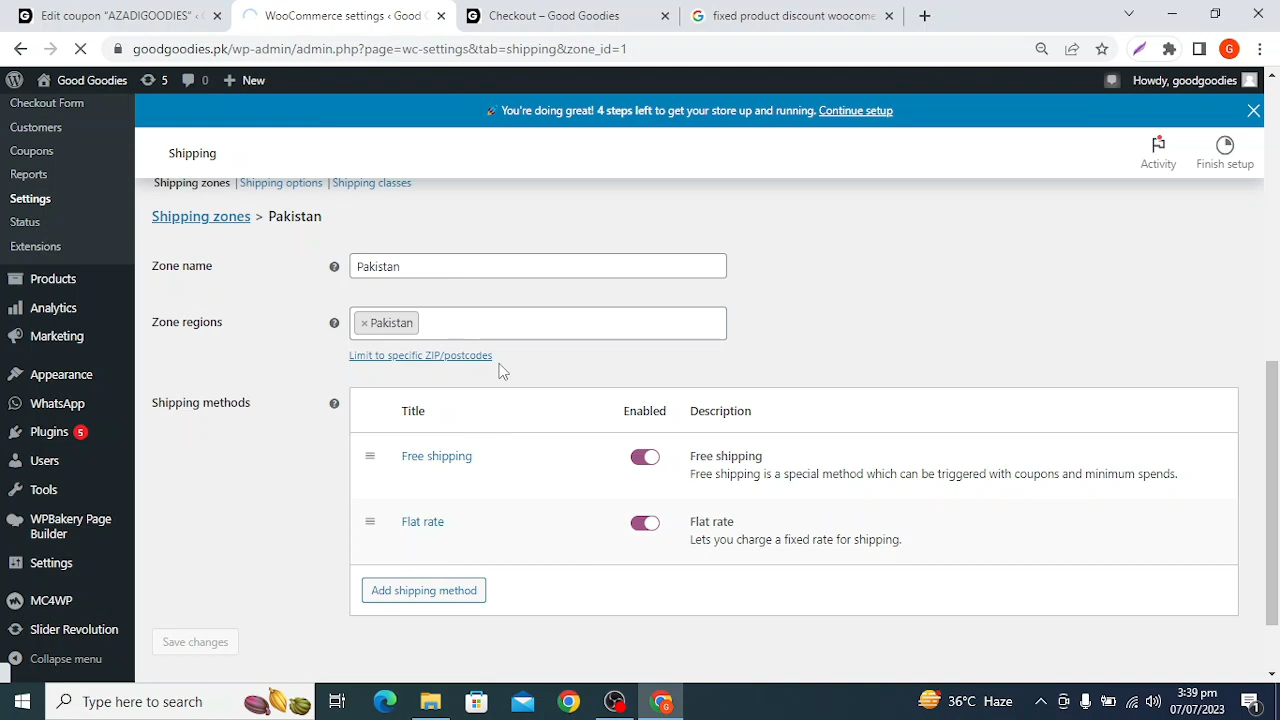 Edit coupon "AZADIGOODIES" ‹ G
WooCommerce settings ‹ Good G
Checkout – Good Goodies
fixed product discount woocome
goodgoodies.pk/wp-admin/admin.php?page=wc-settings&tab=shipping&zone_id=1
G
Good Goodies
5
0
New
Howdy, goodgoodies
Checkout Form
Customers
Coupons
Reports
Settings
Status
Extensions
Products
Analytics
Marketing
Appearance
WhatsApp
Plugins 5
Users
Tools
WPBakery Page
Builder
Settings
MC4WP
Slider Revolution
Collapse menu
You're doing great! 4 steps left to get your store up and running. Continue setup
Shipping
Activity
Finish setup
Shipping zones | Shipping options | Shipping classes
Shipping zones > Pakistan
Zone name
Pakistan
Zone regions
× Pakistan
Limit to specific ZIP/postcodes
Shipping methods
Title
Enabled
Description
Free shipping
Free shipping
Free shipping is a special method which can be triggered with coupons and minimum spends.
Flat rate
Flat rate
Lets you charge a fixed rate for shipping.
Add shipping method
Save changes
Type here to search
36°C Haze
3:39 pm
07/07/2023
1